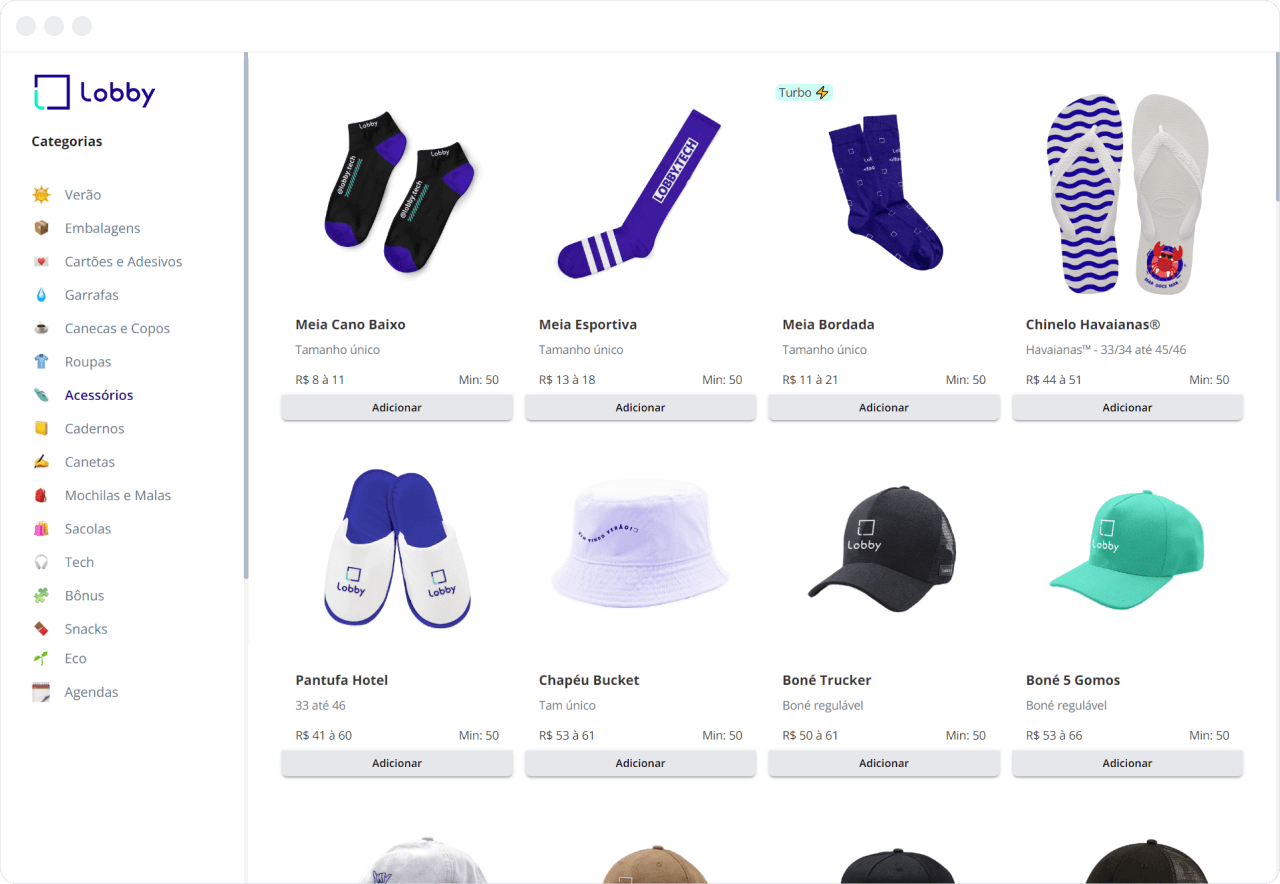 Lobby
Categorias
Verão
Embalagens
Cartões e Adesivos
Garrafas
Canecas e Copos
Roupas
Acessórios
Cadernos
Canetas
Mochilas e Malas
Sacolas
Tech
Bônus
Snacks
Eco
Agendas
Lobby
@lobby.tech
Lobby
@lobby.tech
LOBBY.TECH
Turbo
MAR DOCE MAR
Meia Cano Baixo
Tamanho único
R$ 8 à 11 Min: 50
Adicionar
Meia Esportiva
Tamanho único
R$ 13 à 18 Min: 50
Adicionar
Meia Bordada
Tamanho único
R$ 11 à 21 Min: 50
Adicionar
Chinelo Havaianas®
Havaianas™ - 33/34 até 45/46
R$ 44 à 51 Min: 50
Adicionar
Lobby
Lobby
VINDO VERÃO!
Lobby
Lobby
Pantufa Hotel
33 até 46
R$ 41 à 60 Min: 50
Adicionar
Chapéu Bucket
Tam único
R$ 53 à 61 Min: 50
Adicionar
Boné Trucker
Boné regulável
R$ 50 à 61 Min: 50
Adicionar
Boné 5 Gomos
Boné regulável
R$ 53 à 66 Min: 50
Adicionar